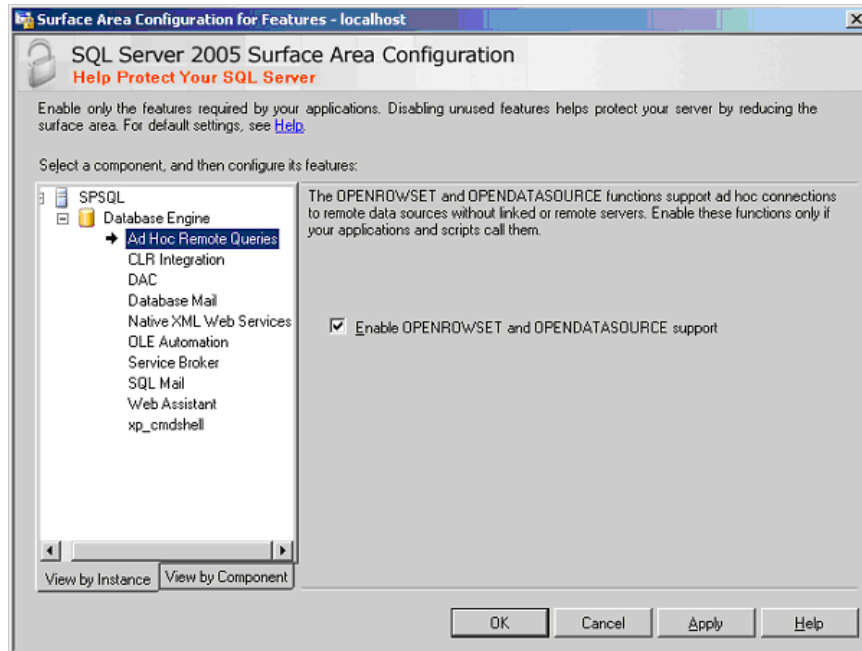 Surface Area Configuration for Features - localhost
SQL Server 2005 Surface Area Configuration
Help Protect Your SQL Server
Enable only the features required by your applications. Disabling unused features helps protect your server by reducing the
surface area. For default settings, see Help.
Select a component, and then configure its features:
SPSQL
Database Engine
Ad Hoc Remote Queries
CLR Integration
DAC
Database Mail
Native XML Web Services
OLE Automation
Service Broker
SQL Mail
Web Assistant
xp_cmdshell
View by Instance
View by Component
The OPENROWSET and OPENDATASOURCE functions support ad hoc connections
to remote data sources without linked or remote servers. Enable these functions only if
your applications and scripts call them.
Enable OPENROWSET and OPENDATASOURCE support
OK
Cancel
Apply
Help